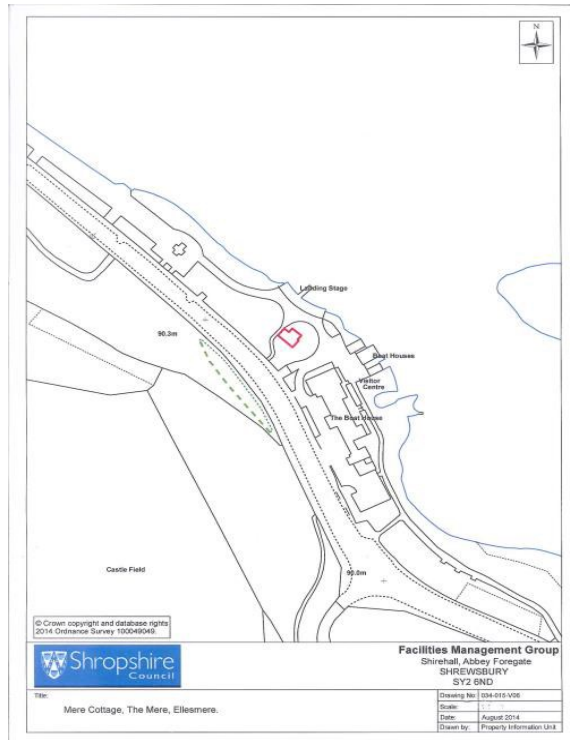 N
Landing Stage
90.3m
Boat Houses
Visitor
Centre
The Boat House
Castle Field
90.0m
© Crown copyright and database rights
2014 Ordnance Survey 100049049.
Shropshire
Council
Facilities Management Group
Shirehall, Abbey Foregate
SHREWSBURY
SY2 6ND
Title:
Mere Cottage, The Mere, Ellesmere.
Drawing No: 034-015-V06
Scale:
Date: August 2014
Drawn by: Property Information Unit